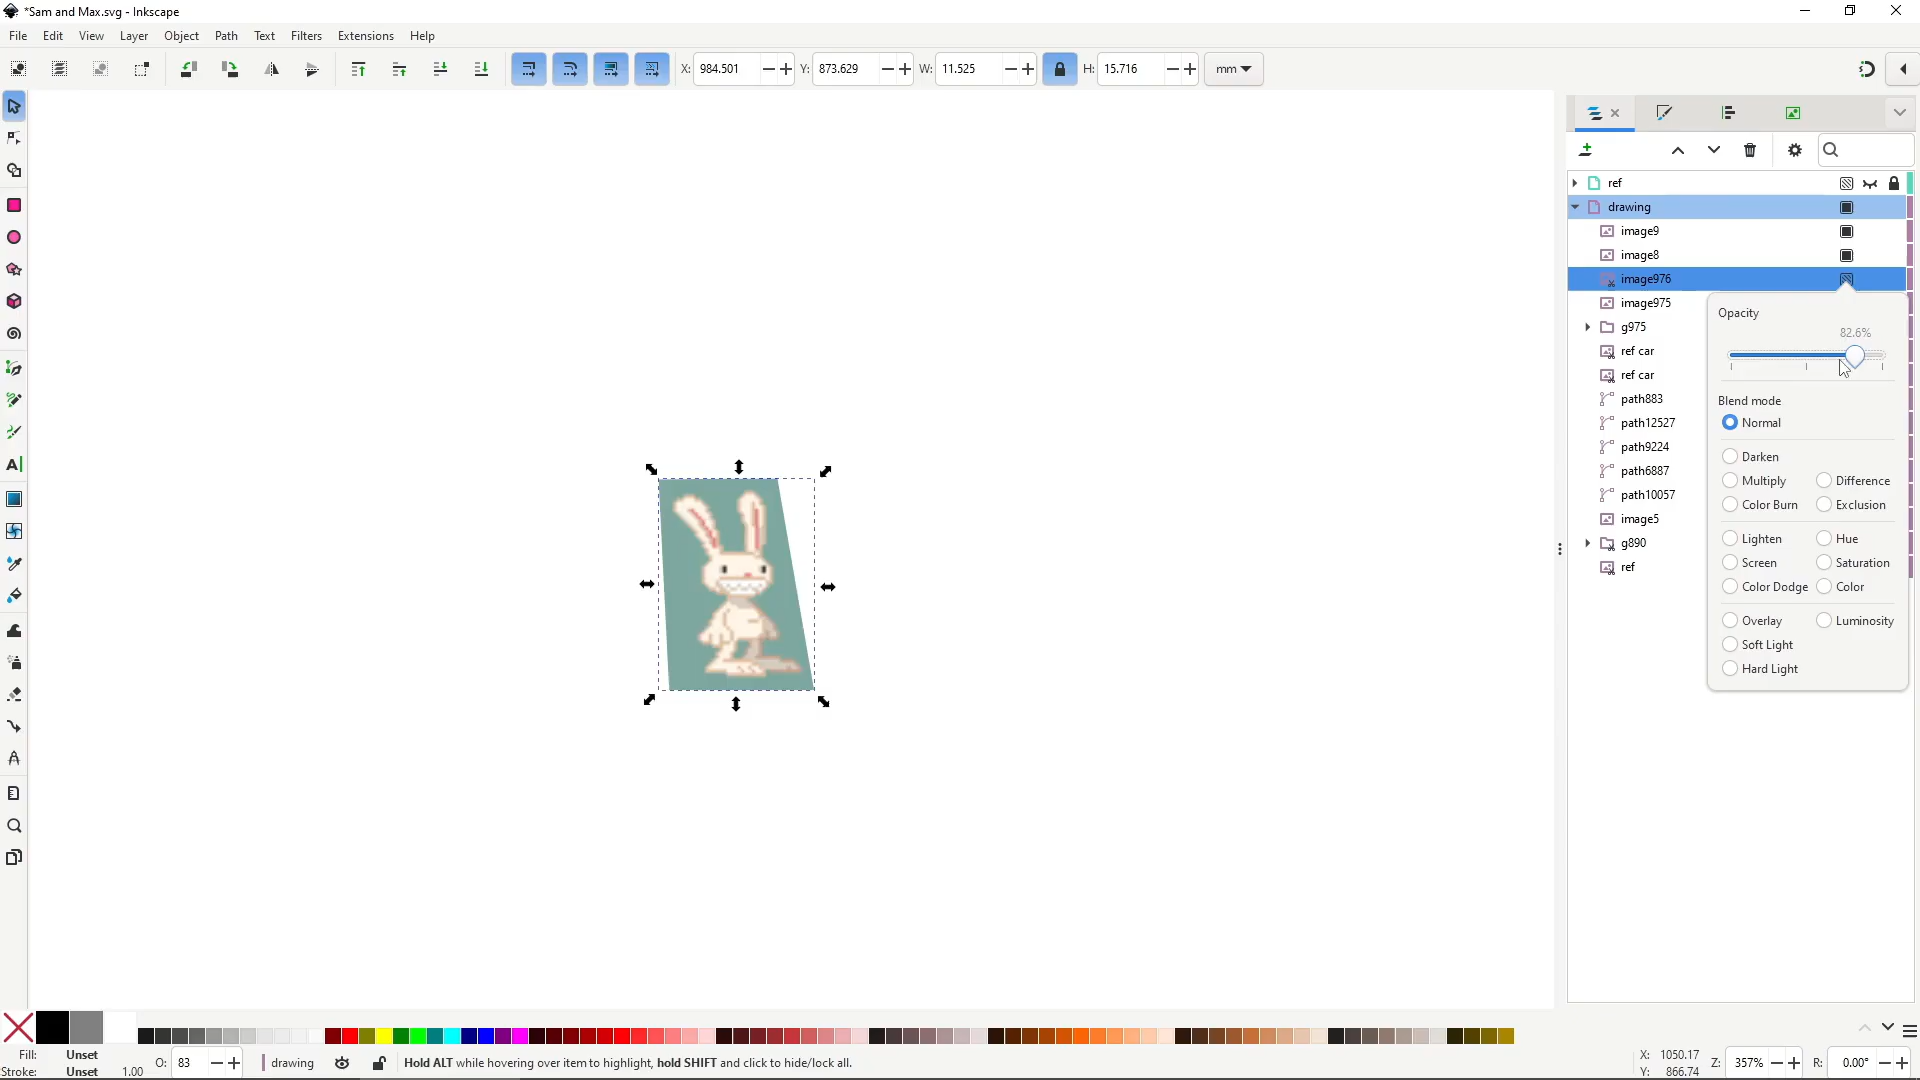 *Sam and Max.svg - Inkscape
File Edit View Layer Object Path Text Filters Extensions Help
X: 984.501 Y: 873.629 W: 11.525 H: 15.716 mm
ref
drawing
image9
image8
image976
image975
g975
ref car
ref car
path883
path12527
path9224
path6887
path10057
image5
g890
ref
Opacity
82.6%
Blend mode
Normal
Darken
Multiply Difference
Color Burn Exclusion
Lighten Hue
Screen Saturation
Color Dodge Color
Overlay Luminosity
Soft Light
Hard Light
Fill: Unset
Stroke: Unset 1.00
O: 83 drawing Hold ALT while hovering over item to highlight, hold SHIFT and click to hide/lock all.
X: 1050.17
Y: 866.74
Z: 357% R: 0.00°